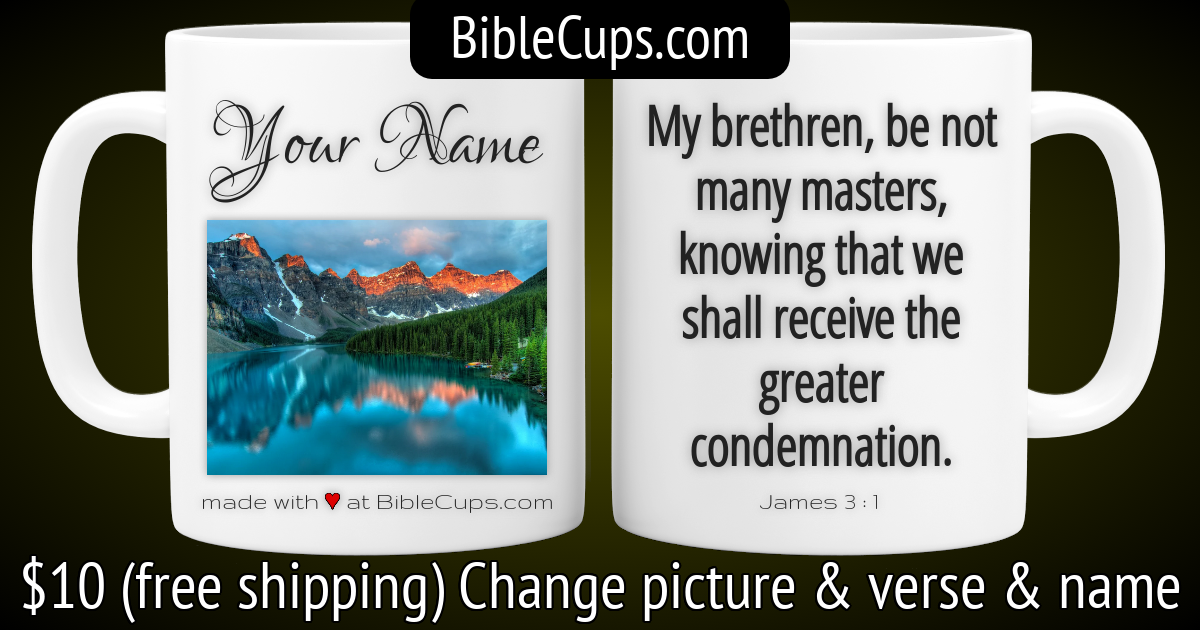 BibleCups.com
Your Name
made with ♥ at BibleCups.com
My brethren, be not
many masters,
knowing that we
shall receive the
greater
condemnation.
James 3:1
$10 (free shipping) Change picture & verse & name